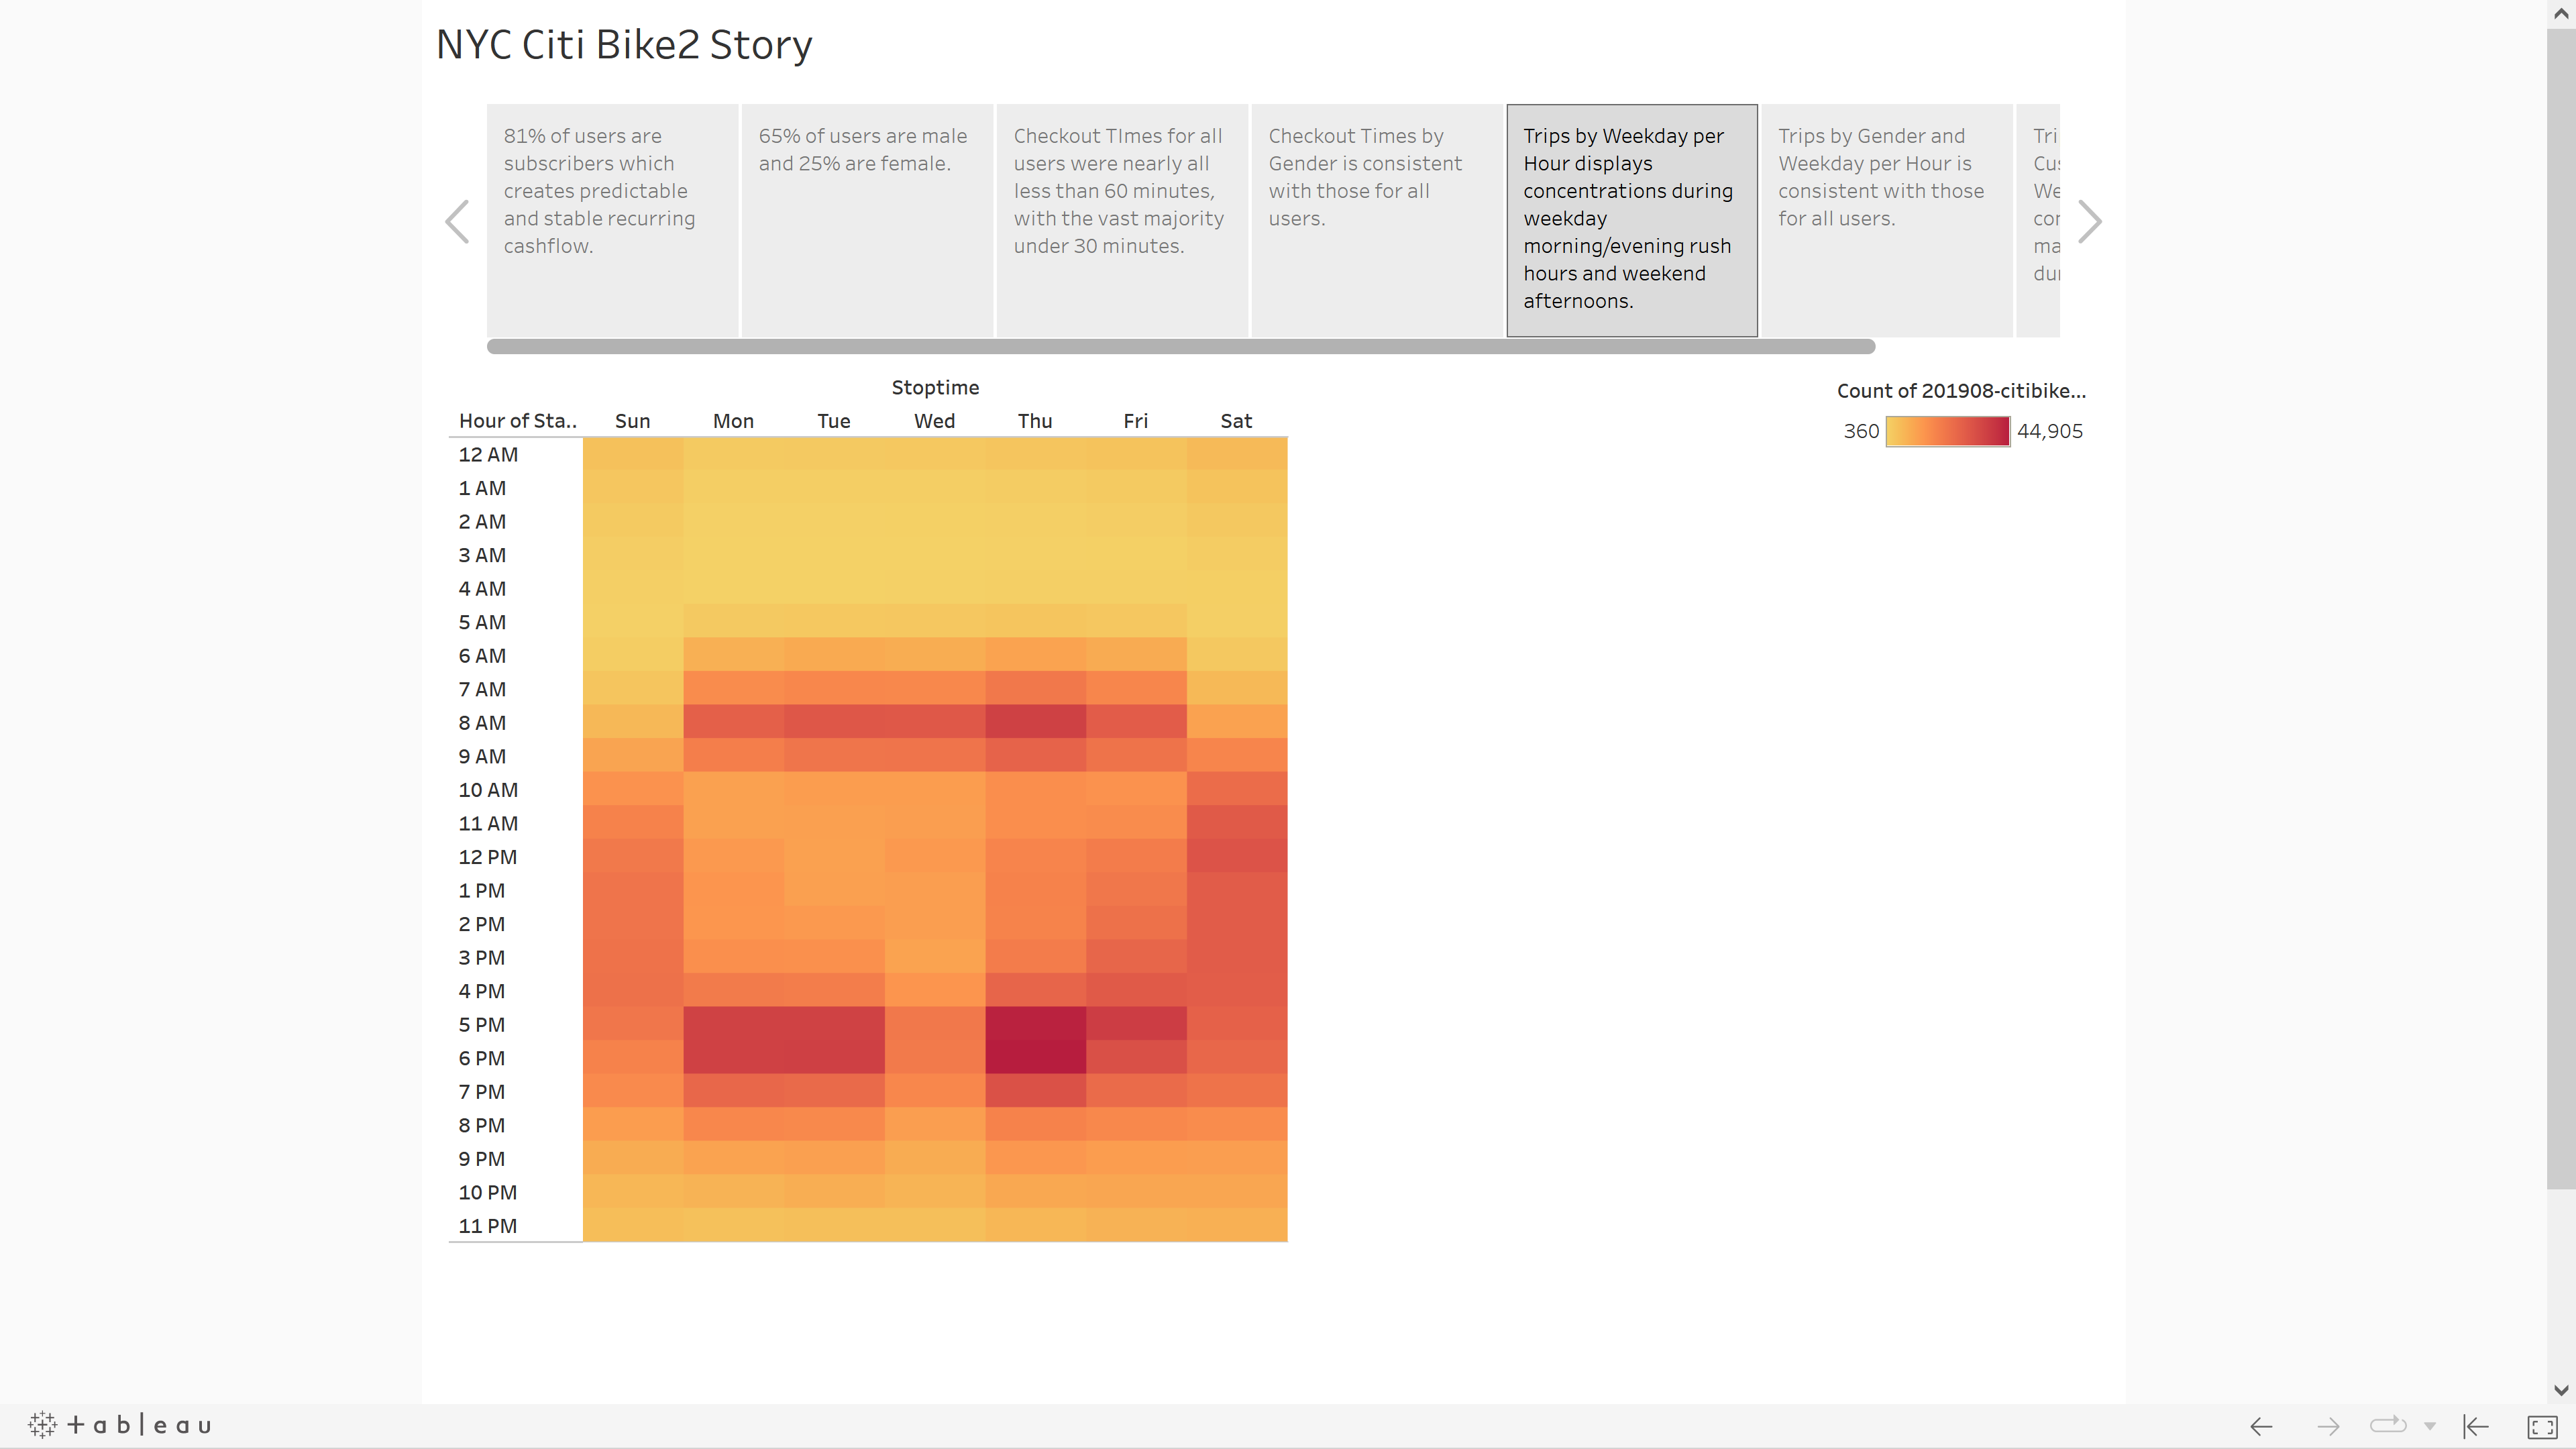 NYC Citi Bike2 Story
81% of users are
subscribers which
creates predictable
and stable recurring
cashflow.
65% of users are male
and 25% are female.
Checkout TImes for all
users were nearly all
less than 60 minutes,
with the vast majority
under 30 minutes.
Checkout Times by
Gender is consistent
with those for all
users.
Trips by Weekday per
Hour displays
concentrations during
weekday
morning/evening rush
hours and weekend
afternoons.
Trips by Gender and
Weekday per Hour is
consistent with those
for all users.
Tri
Cus
We
cor
ma
dur
Stoptime
Hour of Sta.. Sun Mon Tue Wed Thu Fri Sat
12 AM
1 AM
2 AM
3 AM
4 AM
5 AM
6 AM
7 AM
8 AM
9 AM
10 AM
11 AM
12 PM
1 PM
2 PM
3 PM
4 PM
5 PM
6 PM
7 PM
8 PM
9 PM
10 PM
11 PM
Count of 201908-citibike...
360 44,905
+ a b l e a u